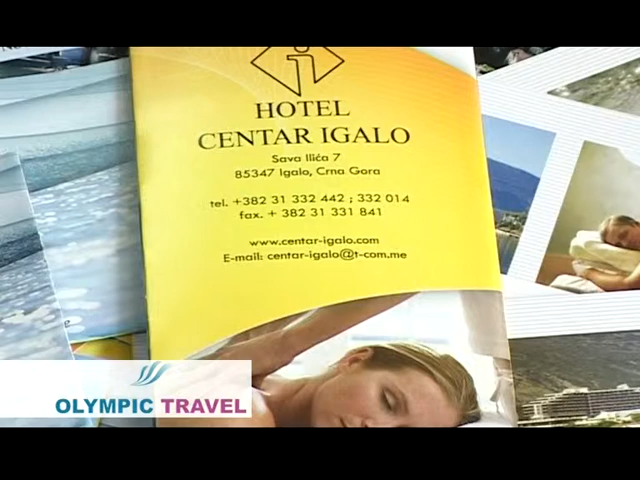 HOTEL
CENTAR IGALO
Sava Ilića 7
85347 Igalo, Crna Gora
tel. +382 31 332 442 ; 332 014
fax. + 382 31 331 841
www.centar-igalo.com
E-mail: centar-igalo@t-com.me
OLYMPIC TRAVEL